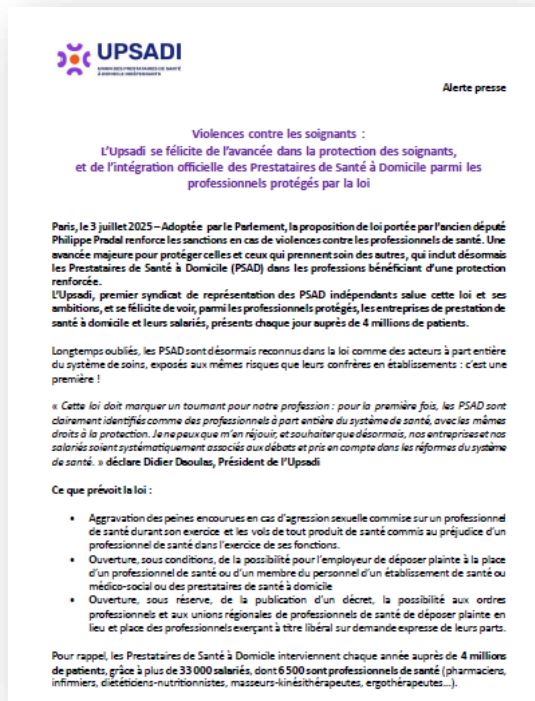 UPSADI
UNION DES PRESTATAIRES DE SANTÉ
À DOMICILE INDÉPENDANTS
Alerte presse
Violences contre les soignants :
L'Upsadi se félicite de l'avancée dans la protection des soignants,
et de l'intégration officielle des Prestataires de Santé à Domicile parmi les
professionnels protégés par la loi
Paris, le 3 juillet 2025 – Adoptée par le Parlement, la proposition de loi portée par l'ancien député
Philippe Pradal renforce les sanctions en cas de violences contre les professionnels de santé. Une
avancée majeure pour protéger celles et ceux qui prennent soin des autres, qui inclut désormais
les Prestataires de Santé à Domicile (PSAD) dans les professions bénéficiant d'une protection
renforcée.
L'Upsadi, premier syndicat de représentation des PSAD indépendants salue cette loi et ses
ambitions, et se félicite de voir, parmi les professionnels protégés, les entreprises de prestation de
santé à domicile et leurs salariés, présents chaque jour auprès de 4 millions de patients.
Longtemps oubliés, les PSAD sont désormais reconnus dans la loi comme des acteurs à part entière
du système de soins, exposés aux mêmes risques que leurs confrères en établissements : c'est une
première !
« Cette loi doit marquer un tournant pour notre profession : pour la première fois, les PSAD sont
clairement identifiés comme des professionnels à part entière du système de santé, avec les mêmes
droits à la protection. Je ne peux que m'en réjouir, et souhaiter que désormais, nos entreprises et nos
salariés soient systématiquement associés aux débats et pris en compte dans les réformes du système
de santé. » déclare Didier Daoulas, Président de l'Upsadi
Ce que prévoit la loi :
• Aggravation des peines encourues en cas d'agression sexuelle commise sur un professionnel
de santé durant son exercice et les vols de tout produit de santé commis au préjudice d'un
professionnel de santé dans l'exercice de ses fonctions.
• Ouverture, sous conditions, de la possibilité pour l'employeur de déposer plainte à la place
d'un professionnel de santé ou d'un membre du personnel d'un établissement de santé ou
médico-social ou des prestataires de santé à domicile
• Ouverture, sous réserve, de la publication d'un décret, la possibilité aux ordres
professionnels et aux unions régionales de professionnels de santé de déposer plainte en
lieu et place des professionnels exerçant à titre libéral sur demande expresse de leurs parts.
Pour rappel, les Prestataires de Santé à Domicile interviennent chaque année auprès de 4 millions
de patients, grâce à plus de 33 000 salariés, dont 6 500 sont professionnels de santé (pharmaciens,
infirmiers, diététiciens-nutritionnistes, masseurs-kinésithérapeutes, ergothérapeutes...).